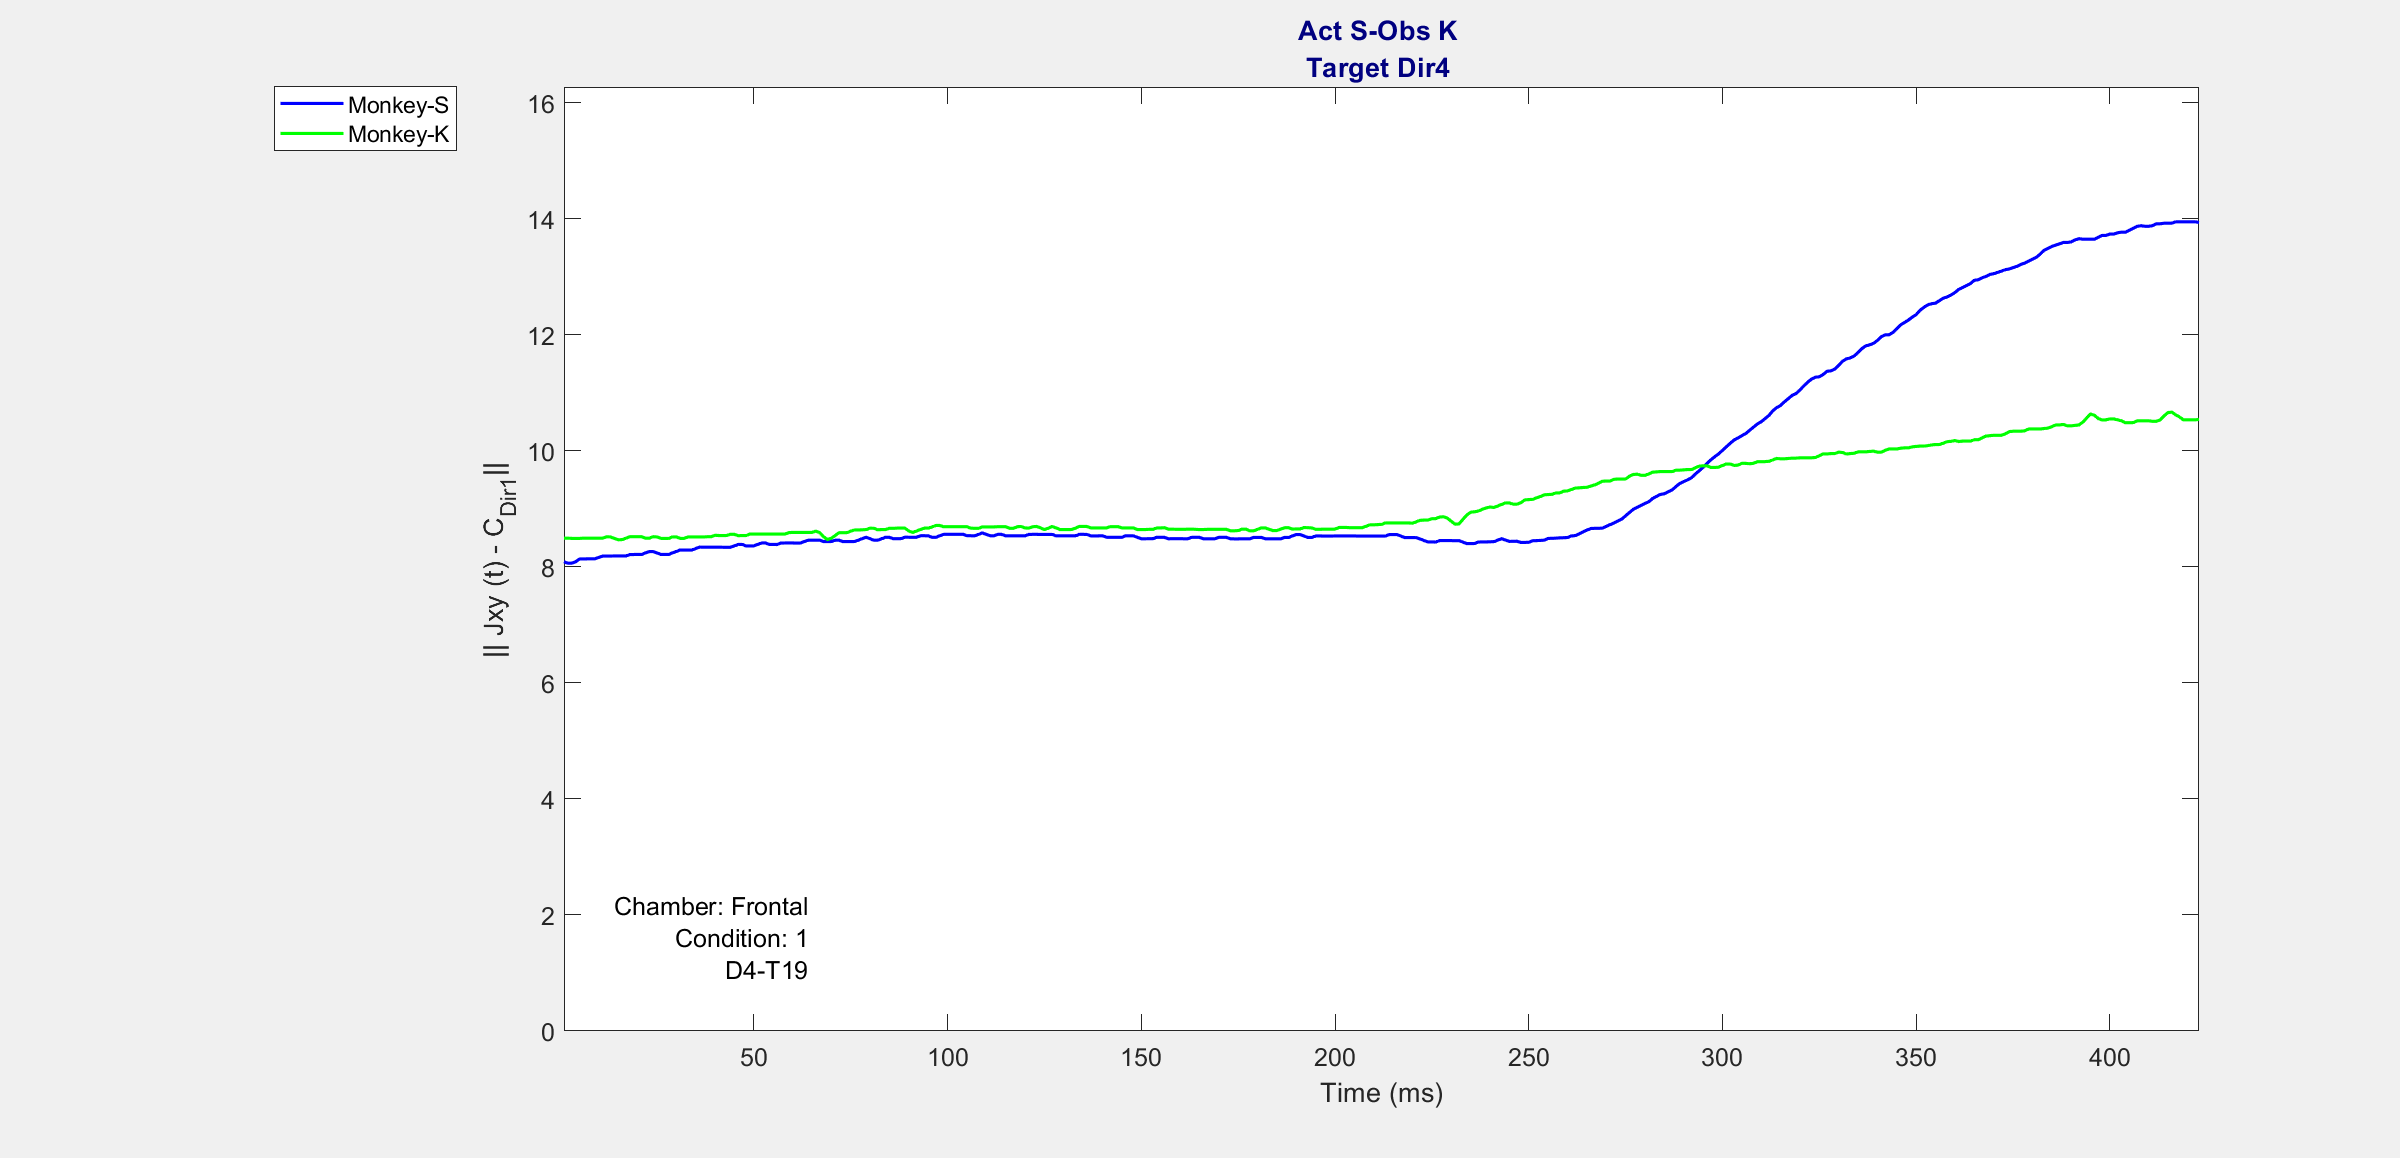 Act S-Obs K
Target Dir4
Monkey-S
Monkey-K
16
14
12
10
8
6
4
2
0
|| Jxy (t) - C_Dir1||
Chamber: Frontal
Condition: 1
D4-T19
50 100 150 200 250 300 350 400
Time (ms)